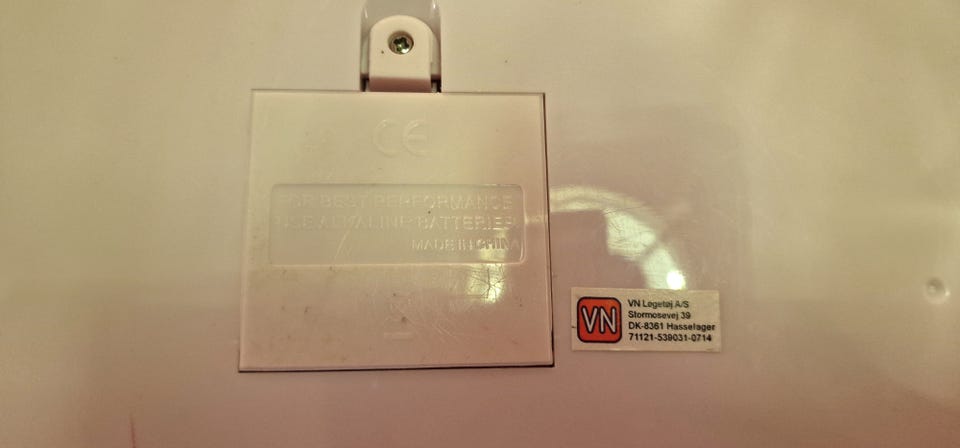 CE
FOR BEST PERFORMANCE
USE ALKALINE BATTERIES
MADE IN CHINA
VN
VN Legetøj A/S
Stormosevej 39
DK-8361 Hasselager
71121-539031-0714